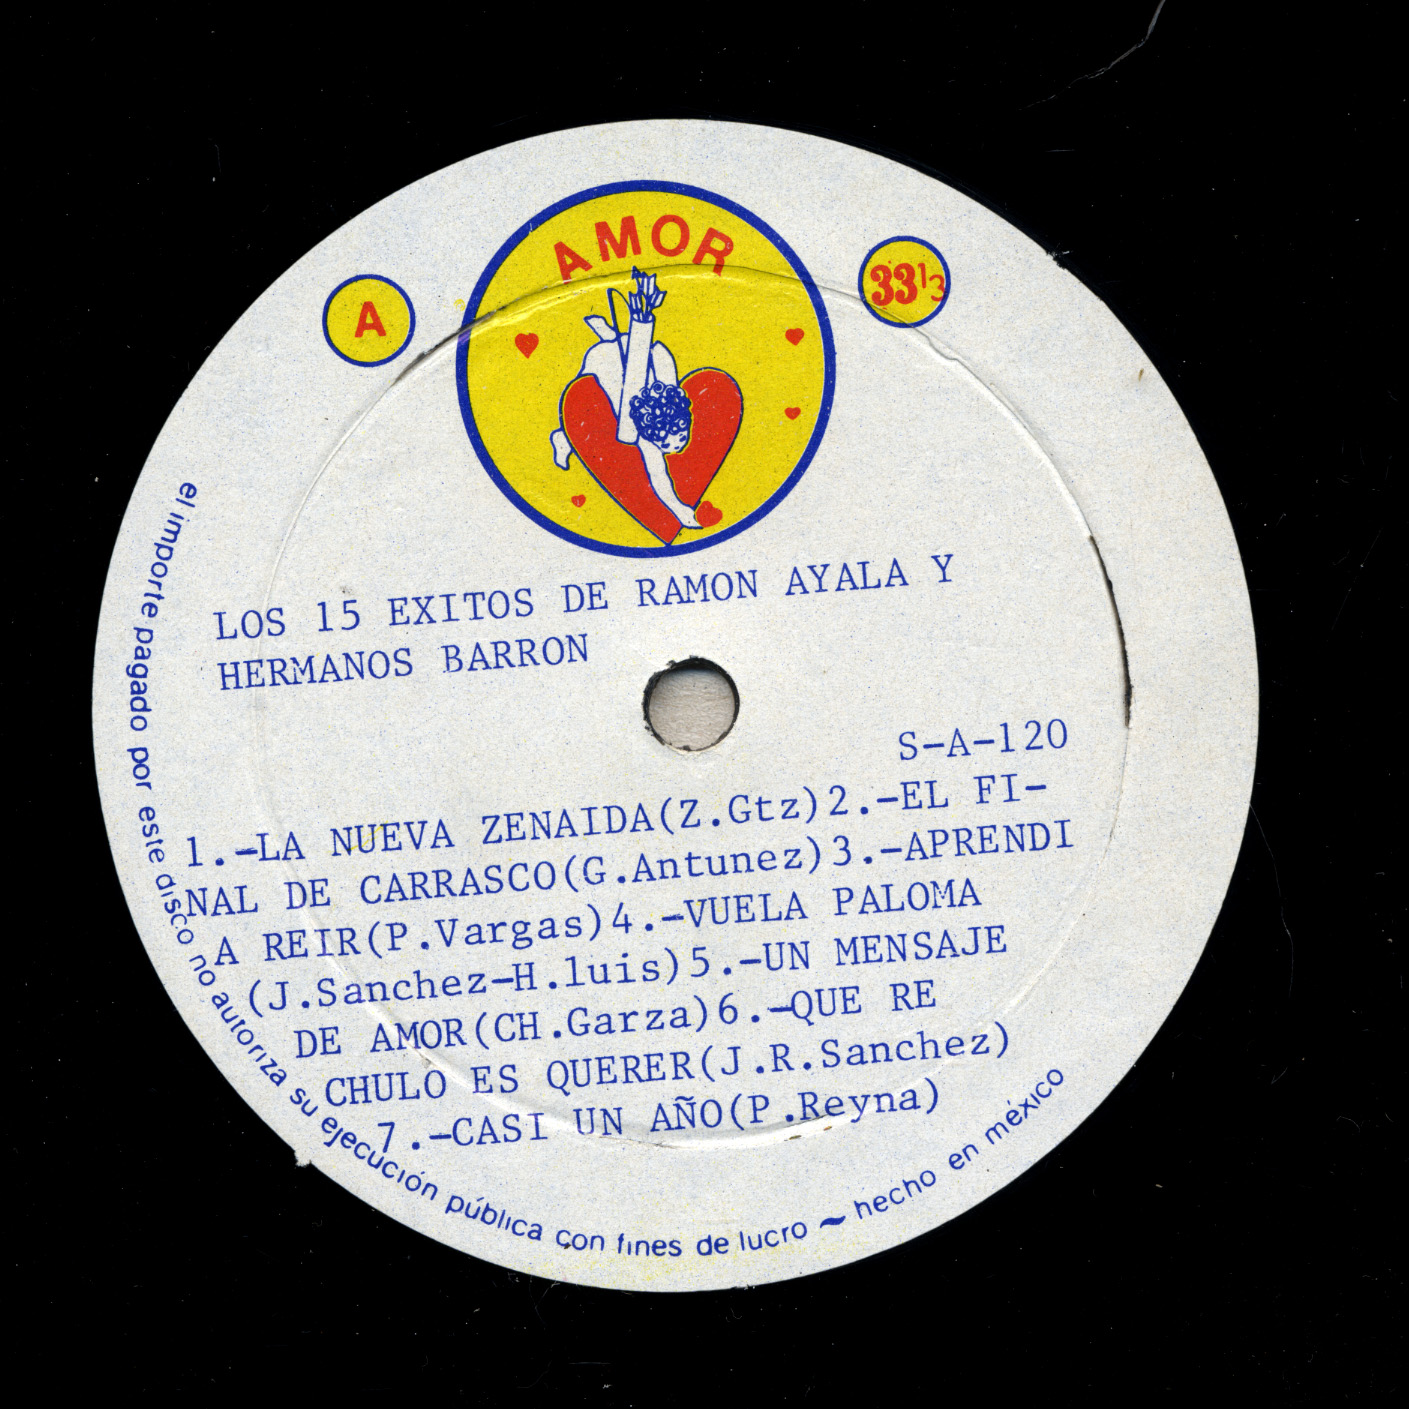 AMOR
A
33 1/3
LOS 15 EXITOS DE RAMON AYALA Y
HERMANOS BARRON
S-A-120
1.-LA NUEVA ZENAIDA(Z.Gtz)2.-EL FI-
NAL DE CARRASCO(G.Antunez)3.-APRENDI
A REIR(P.Vargas)4.-VUELA PALOMA
(J.Sanchez-H.luis)5.-UN MENSAJE
DE AMOR(CH.Garza)6.-QUE RE
CHULO ES QUERER(J.R.Sanchez)
7.-CASI UN AÑO(P.Reyna)
el importe pagado por este disco no autoriza su ejecución pública con fines de lucro ~ hecho en méxico